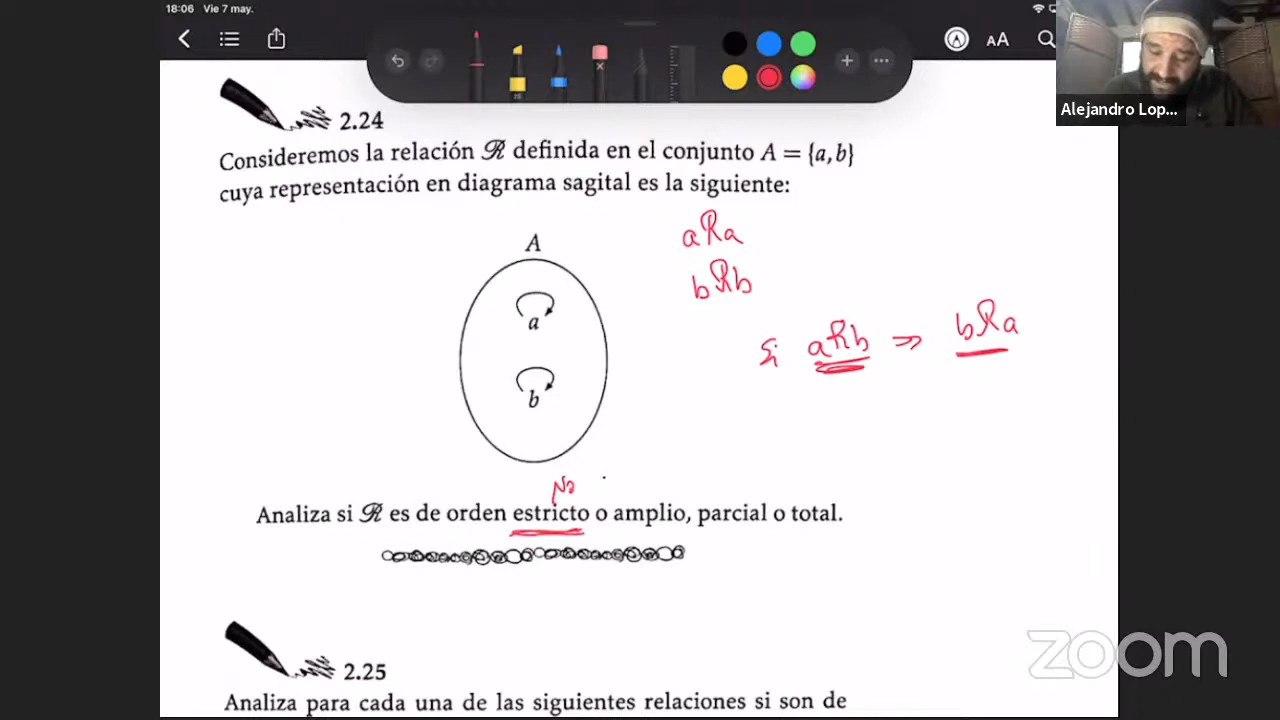 18:06 Vie 7 may.
AA
Alejandro Lop...
2.24
Consideremos la relación ℛ definida en el conjunto A = {a, b}
cuya representación en diagrama sagital es la siguiente:
A
a
b
aRa
bRb
Si aRb ⇒ bRa
No
Analiza si ℛ es de orden estricto o amplio, parcial o total.
2.25
Analiza para cada una de las siguientes relaciones si son de
zoom